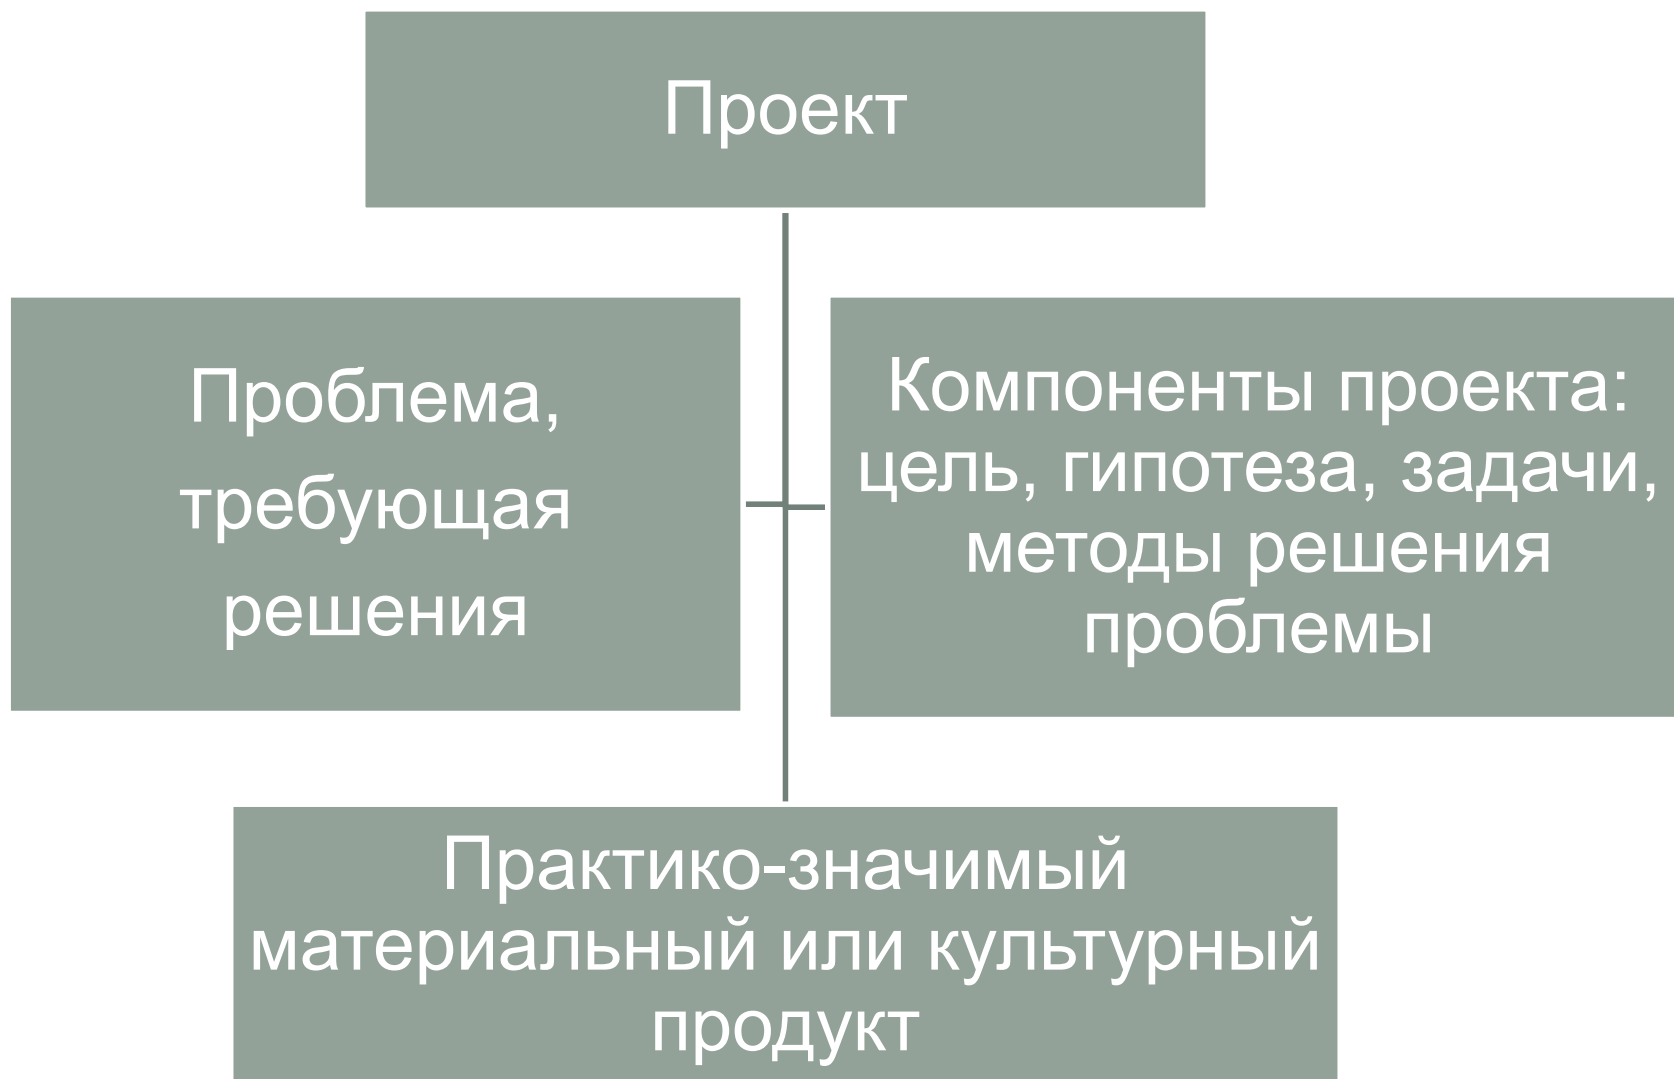 Проект
Проблема,
требующая
решения
Компоненты проекта:
цель, гипотеза, задачи,
методы решения
проблемы
Практико-значимый
материальный или культурный
продукт